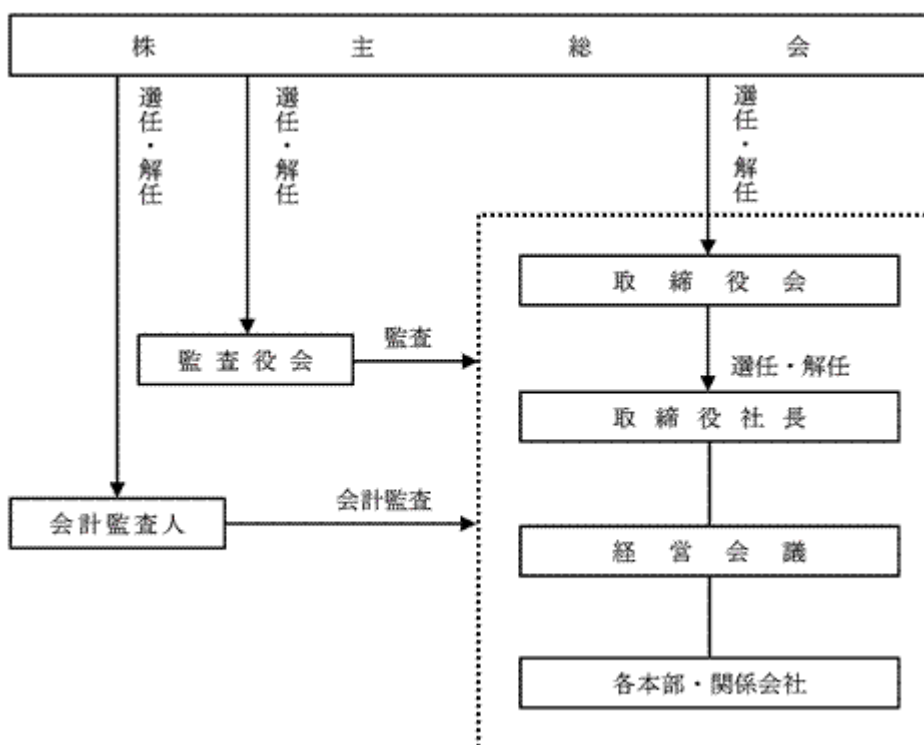 株主総会
選任・解任
選任・解任
選任・解任
取締役会
監査役会
監査
選任・解任
取締役社長
会計監査人
会計監査
経営会議
各本部・関係会社